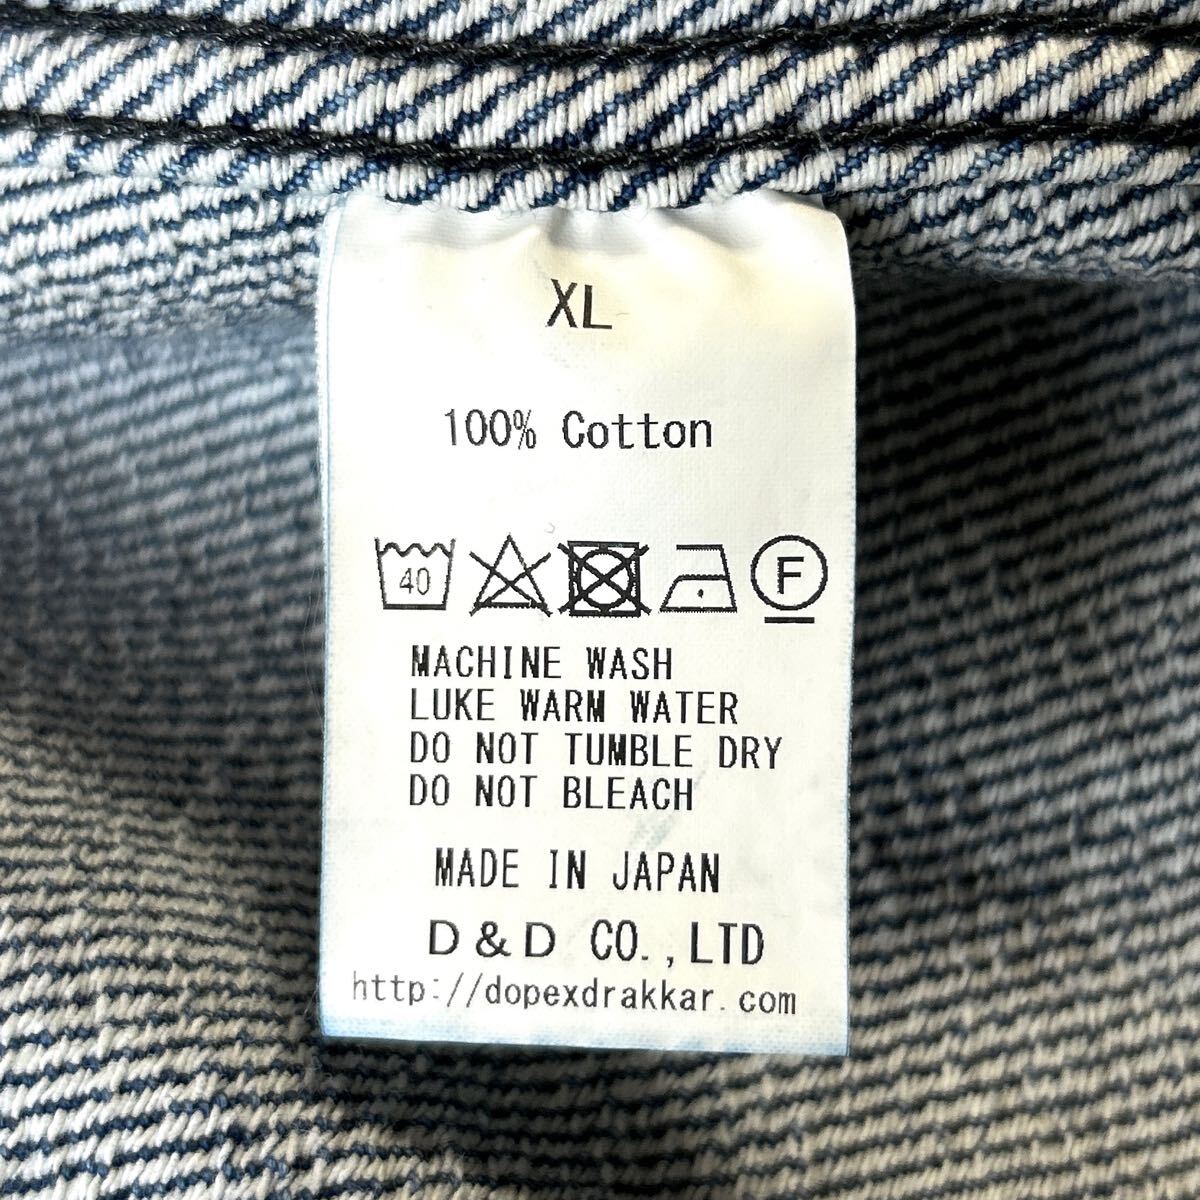 XL
100% Cotton
40 F
MACHINE WASH
LUKE WARM WATER
DO NOT TUMBLE DRY
DO NOT BLEACH
MADE IN JAPAN
D&D CO.,LTD
http://dopexdrakkar.com